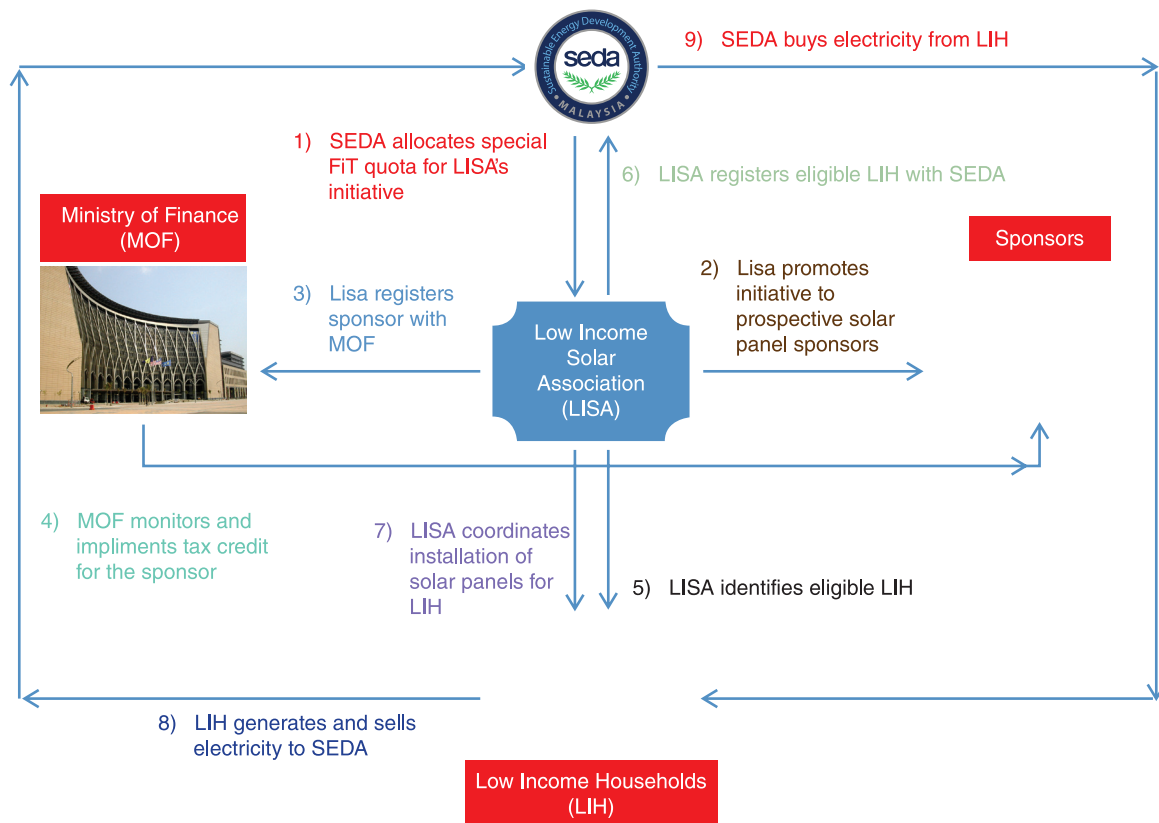 Sustainable Energy Development Authority
seda
• MALAYSIA •
9) SEDA buys electricity from LIH
1) SEDA allocates special
FiT quota for LISA's
initiative
6) LISA registers eligible LIH with SEDA
Ministry of Finance
(MOF)
Sponsors
3) Lisa registers
sponsor with
MOF
Low Income
Solar
Association
(LISA)
2) Lisa promotes
initiative to
prospective solar
panel sponsors
4) MOF monitors and
impliments tax credit
for the sponsor
7) LISA coordinates
installation of
solar panels for
LIH
5) LISA identifies eligible LIH
8) LIH generates and sells
electricity to SEDA
Low Income Households
(LIH)